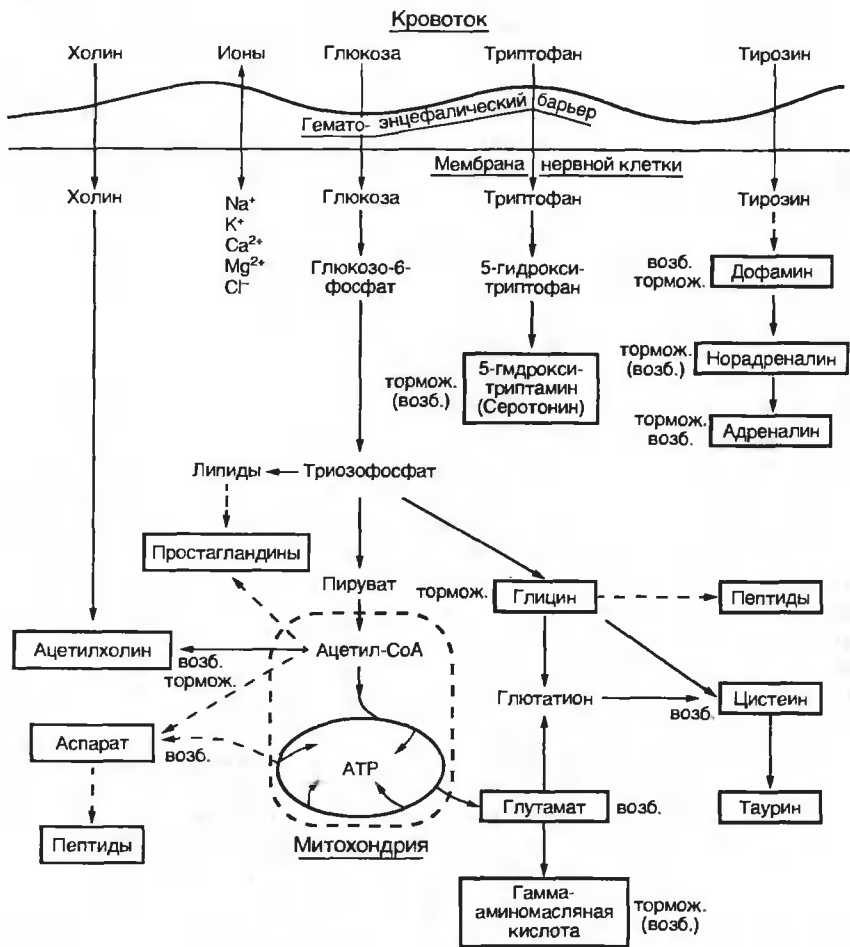 Кровоток
Холин Ионы Глюкоза Триптофан Тирозин
Гемато-энцефалический барьер
Мембрана нервной клетки
Холин Na⁺ Глюкоза Триптофан Тирозин
K⁺
Ca²⁺
Mg²⁺
Cl⁻
Глюкозо-6-
фосфат
5-гидрокси-
триптофан
возб.
тормож.
Дофамин
тормож.
(возб.)
5-гмдрокси-
триптамин
(Серотонин)
тормож.
(возб.)
Норадреналин
тормож.
возб.
Адреналин
Липиды Триозофосфат
Простагландины
Пируват
тормож. Глицин Пептиды
Ацетилхолин возб.
тормож.
Ацетил-СоА
Глютатион возб. Цистеин
Аспарат возб.
АТР
Глутамат возб. Таурин
Пептиды
Митохондрия
Гамма-
аминомасляная
кислота
тормож.
(возб.)